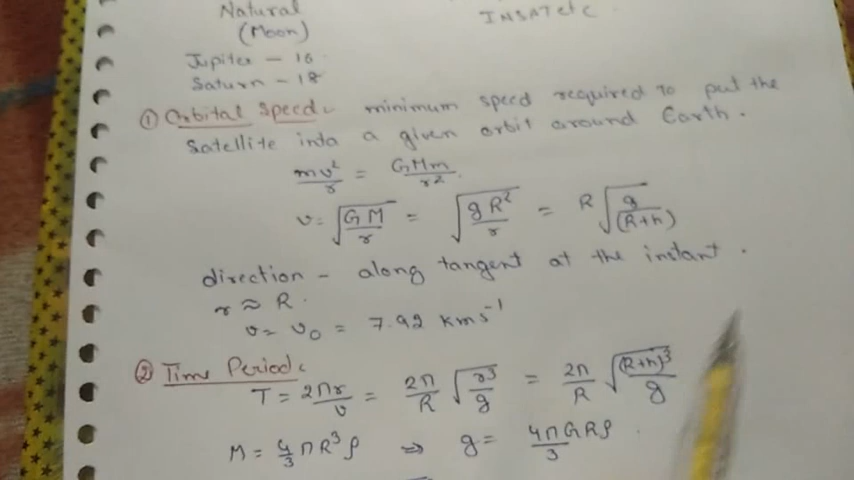 Natural
INSAT etc
(Moon)
Jupiter - 16
Saturn - 18
① Orbital Speed:- minimum speed required to put the
Satellite into a given orbit around Earth.
mv²/r = GMm/r².
v = √(GM/r) = √(gR²/r) = R√(g/(R+h))
direction - along tangent at the instant.
r ≈ R.
v = v₀ = 7.92 kms⁻¹
② Time Period:
T = 2πr/v = 2π/R √(r³/g) = 2π/R √((R+h)³/g)
M = 4/3 πR³ρ ⇒ g = 4πGRρ/3.